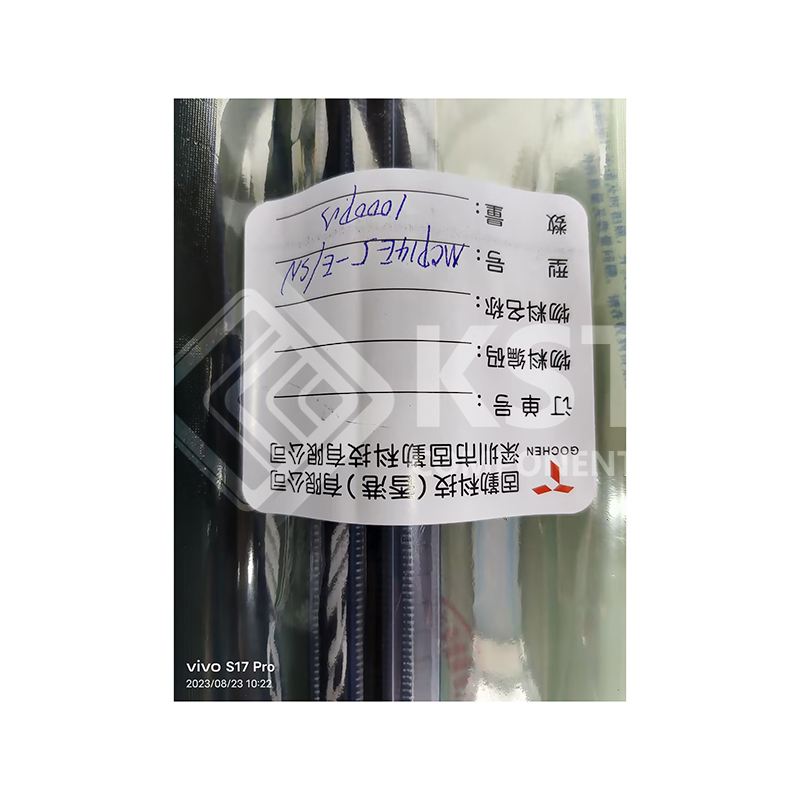 固勤科技(香港)有限公司
深圳市固勤科技有限公司
GOCHEN
订单号:
物料编码:
物料名称:
型 号: MCP14E5-E/SN
数 量: 1000pcs
KST
COMPONENT
vivo S17 Pro
2023/08/23 10:22